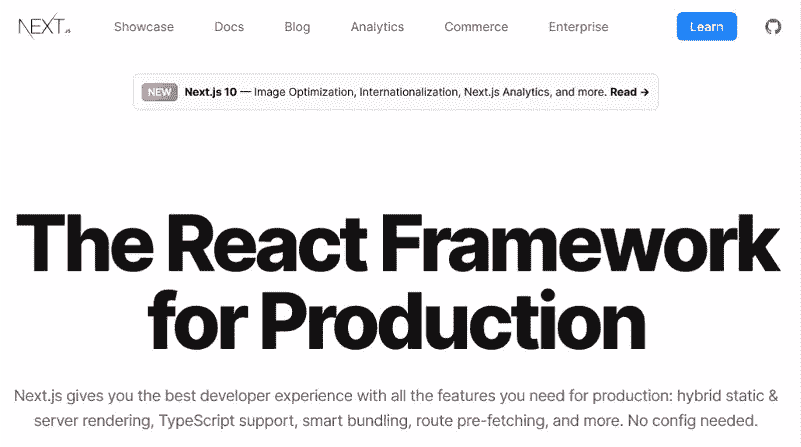 NEXT.JS Showcase Docs Blog Analytics Commerce Enterprise Learn
NEW Next.js 10 — Image Optimization, Internationalization, Next.js Analytics, and more. Read →
The React Framework
for Production
Next.js gives you the best developer experience with all the features you need for production: hybrid static &
server rendering, TypeScript support, smart bundling, route pre-fetching, and more. No config needed.